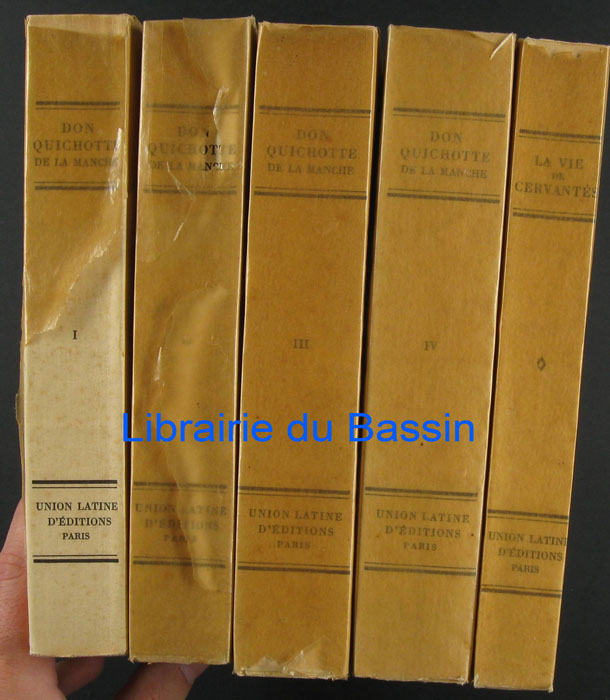 DON
QUICHOTTE
DE LA MANCHE
I
UNION LATINE
D'ÉDITIONS
PARIS
DON
QUICHOTTE
DE LA MANCHE
UNION LATINE
D'ÉDITIONS
PARIS
DON
QUICHOTTE
DE LA MANCHE
III
UNION LATINE
D'ÉDITIONS
PARIS
DON
QUICHOTTE
DE LA MANCHE
IV
UNION LATINE
D'ÉDITIONS
PARIS
LA VIE
DE
CERVANTÉS
UNION LATINE
D'ÉDITIONS
PARIS
Librairie du Bassin